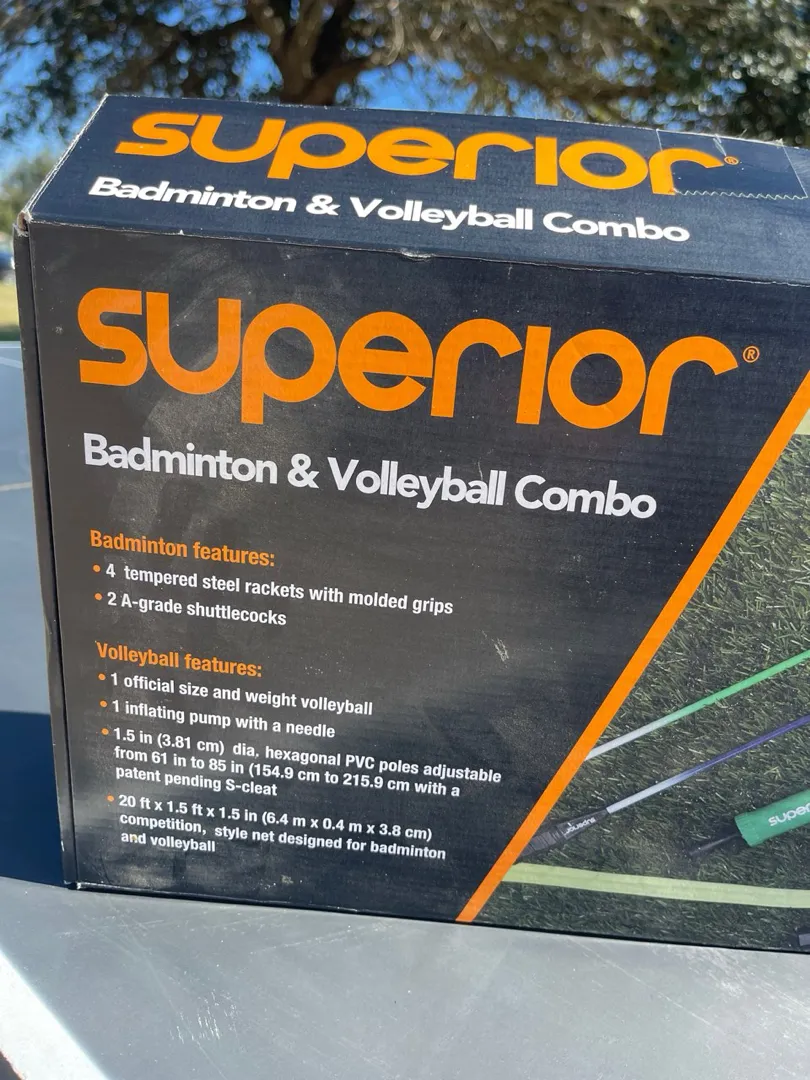 superior®
Badminton & Volleyball Combo
superior®
Badminton & Volleyball Combo
Badminton features:
• 4 tempered steel rackets with molded grips
• 2 A-grade shuttlecocks
Volleyball features:
• 1 official size and weight volleyball
• 1 inflating pump with a needle
• 1.5 in (3.81 cm) dia. hexagonal PVC poles adjustable
from 61 in to 85 in (154.9 cm to 215.9 cm with a
patent pending S-cleat
• 20 ft x 1.5 ft x 1.5 in (6.4 m x 0.4 m x 3.8 cm)
competition, style net designed for badminton
and volleyball
superior